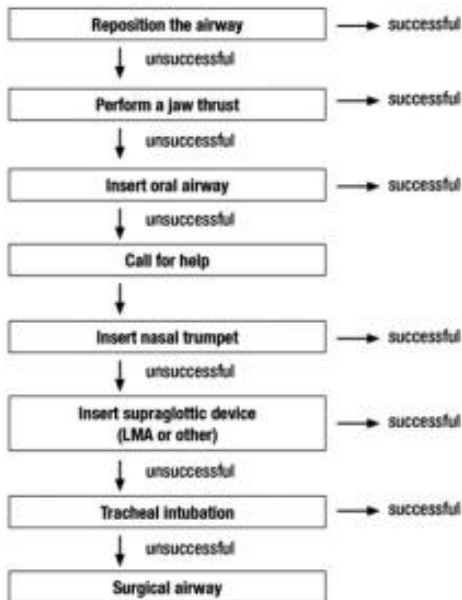 Reposition the airway → successful
unsuccessful
Perform a jaw thrust → successful
unsuccessful
Insert oral airway → successful
unsuccessful
Call for help
Insert nasal trumpet → successful
unsuccessful
Insert supraglottic device
(LMA or other) → successful
unsuccessful
Tracheal intubation → successful
unsuccessful
Surgical airway